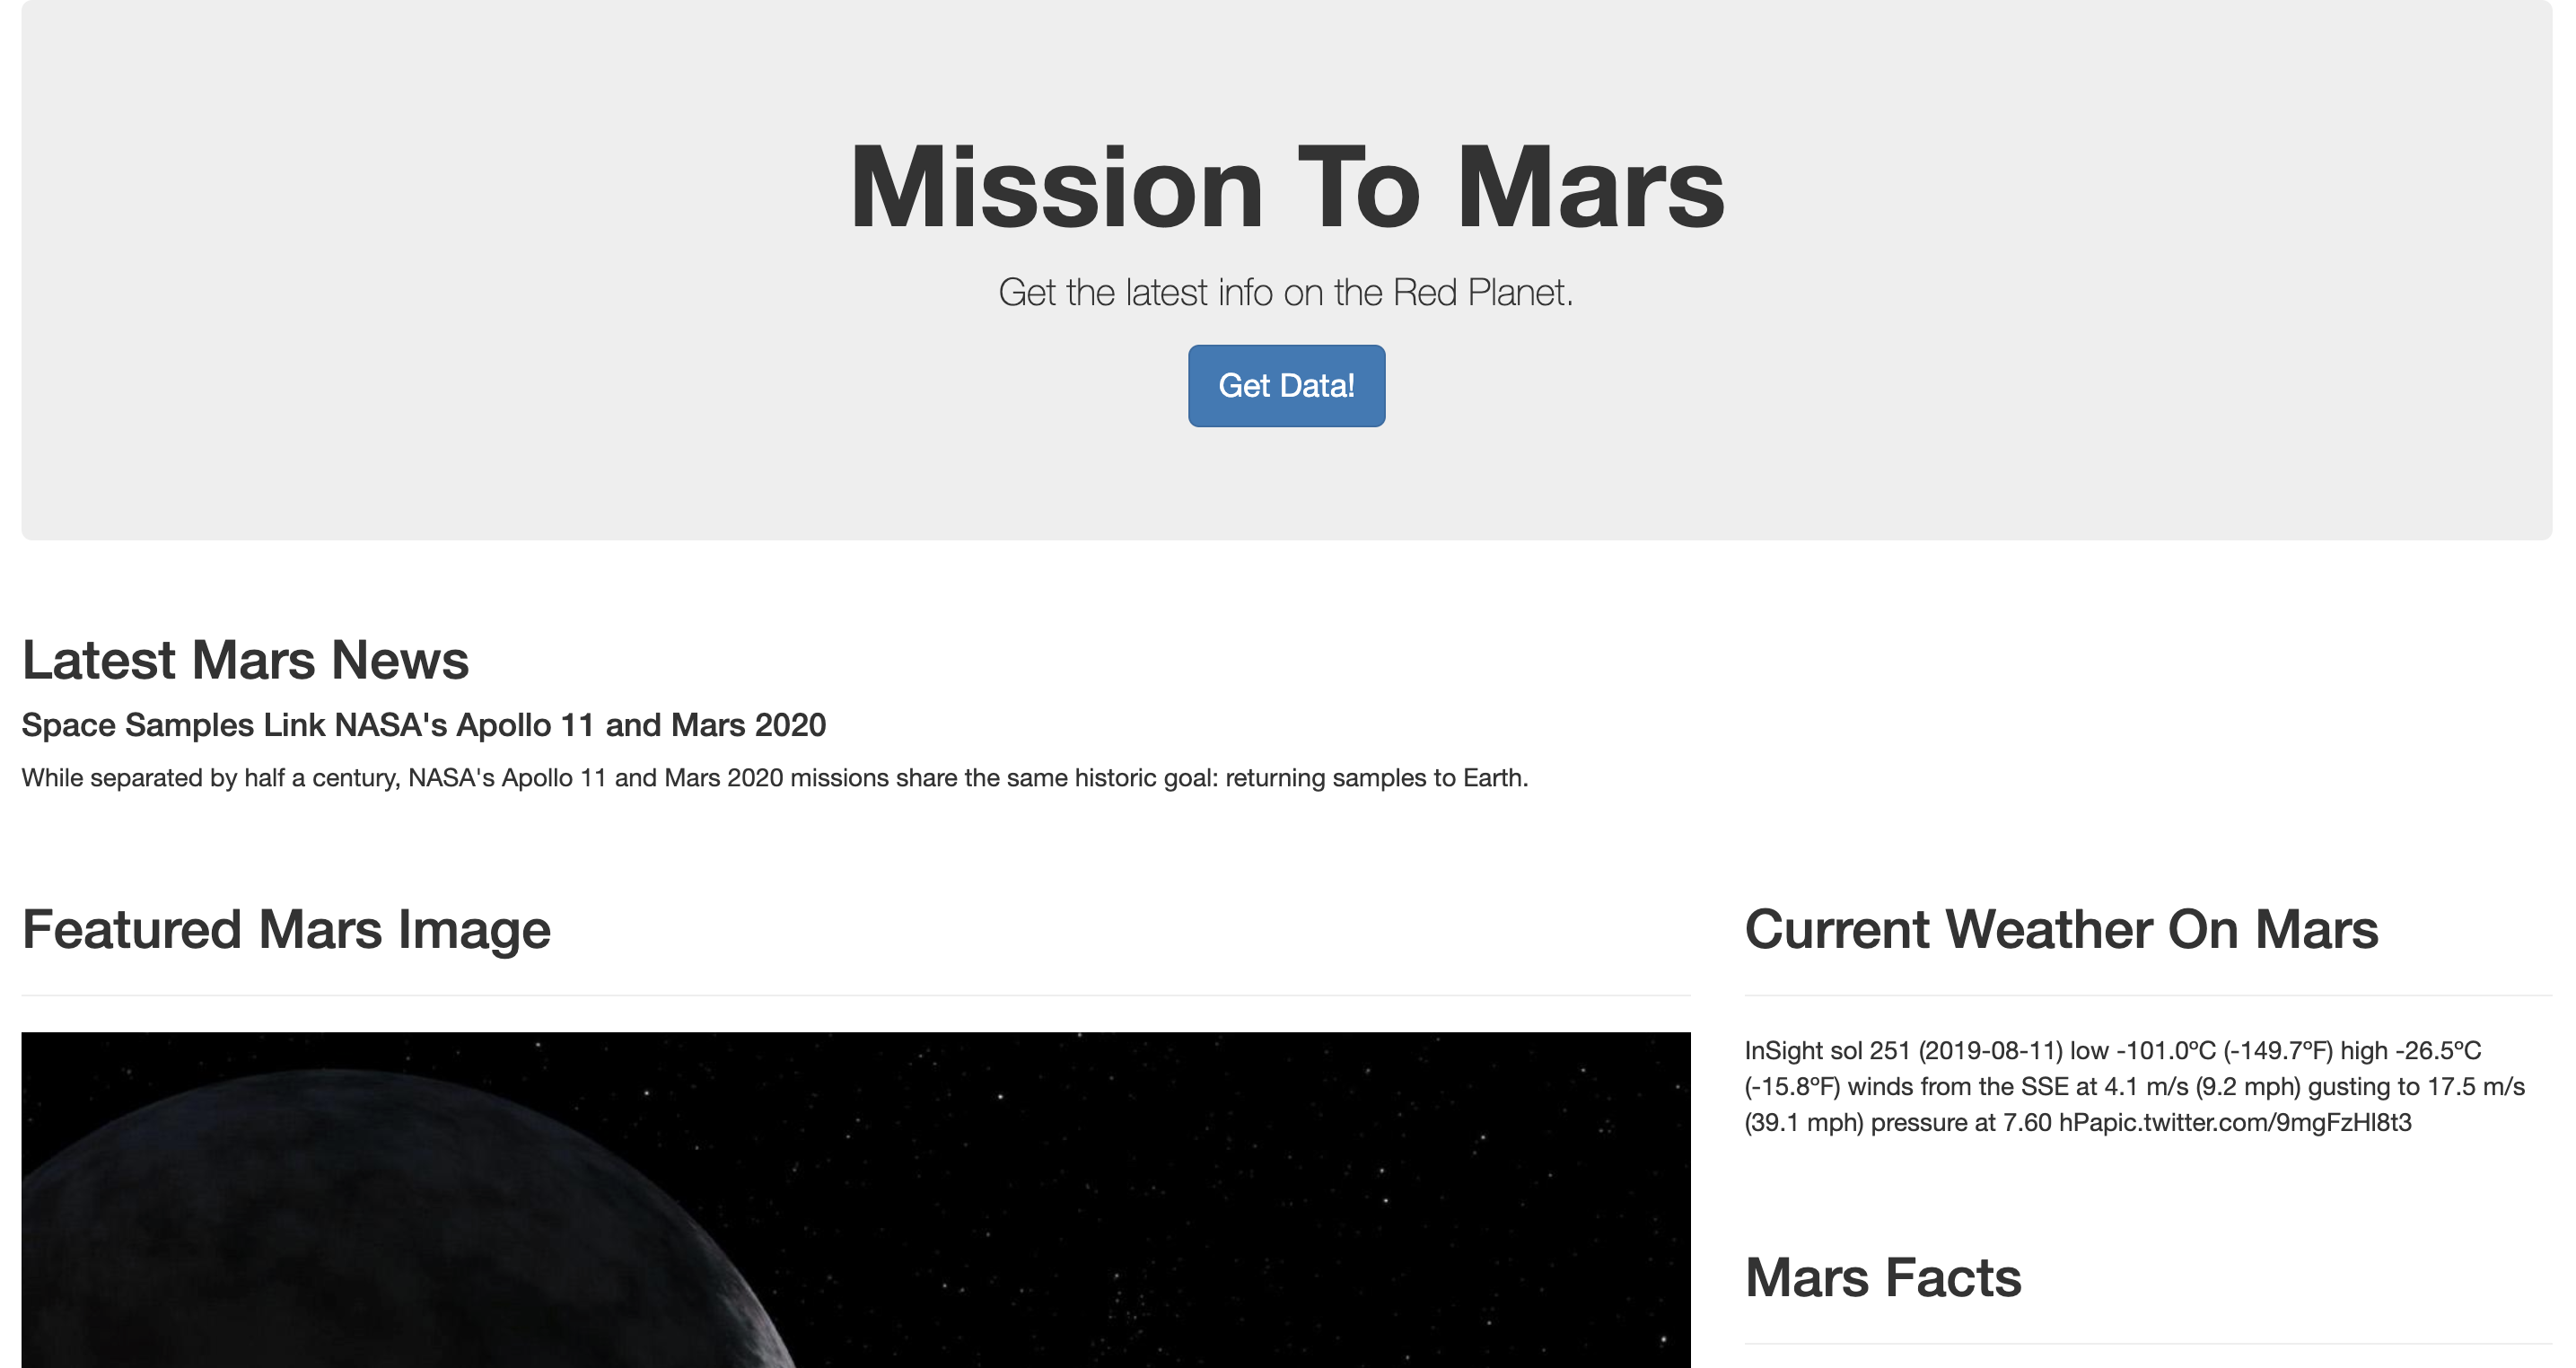 Mission To Mars
Get the latest info on the Red Planet.
Get Data!
Latest Mars News
Space Samples Link NASA's Apollo 11 and Mars 2020
While separated by half a century, NASA's Apollo 11 and Mars 2020 missions share the same historic goal: returning samples to Earth.
Featured Mars Image
Current Weather On Mars
InSight sol 251 (2019-08-11) low -101.0ºC (-149.7ºF) high -26.5ºC
(-15.8ºF) winds from the SSE at 4.1 m/s (9.2 mph) gusting to 17.5 m/s
(39.1 mph) pressure at 7.60 hPapic.twitter.com/9mgFzHl8t3
Mars Facts